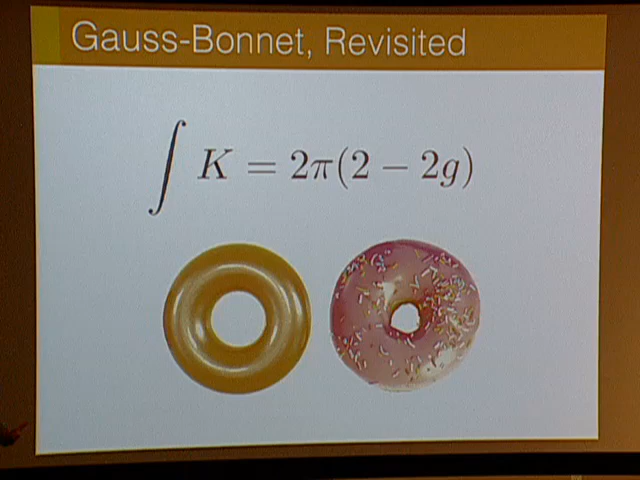 Gauss-Bonnet, Revisited
∫ K = 2π(2 − 2g)